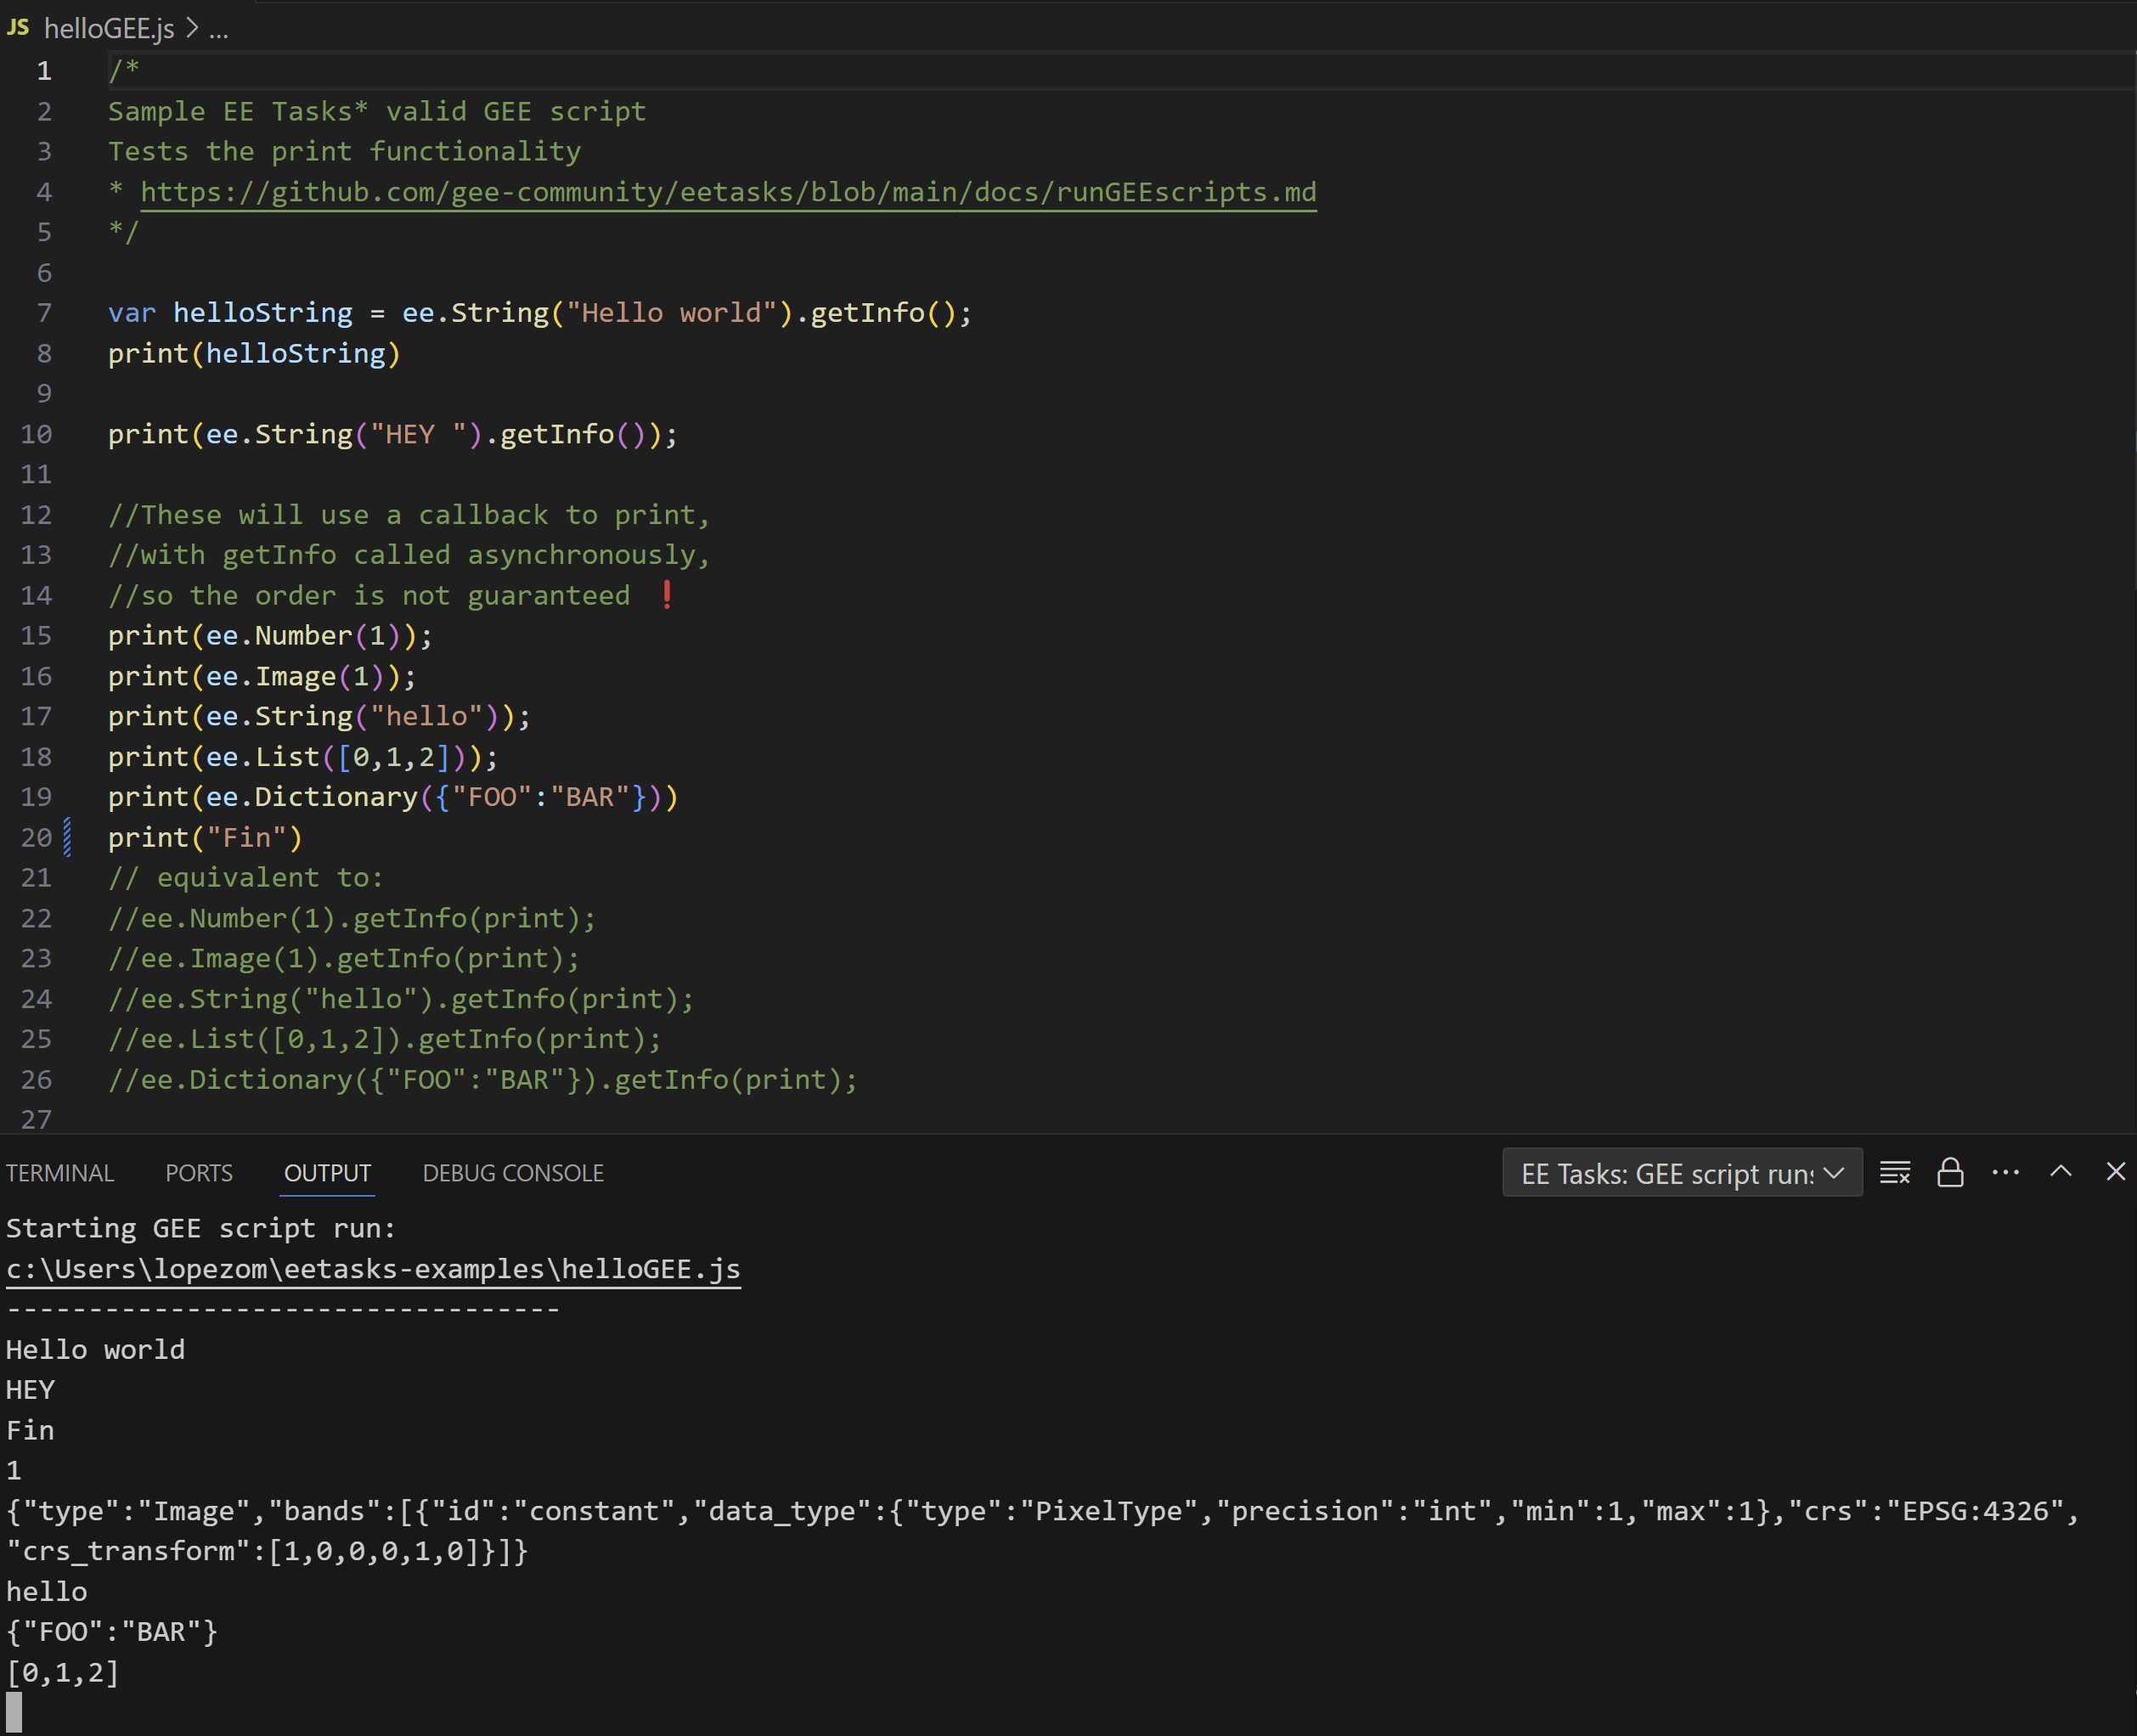 JS helloGEE.js > ...
1 /*
2 Sample EE Tasks* valid GEE script
3 Tests the print functionality
4 * https://github.com/gee-community/eetasks/blob/main/docs/runGEEscripts.md
5 */
6
7 var helloString = ee.String("Hello world").getInfo();
8 print(helloString)
9
10 print(ee.String("HEY ").getInfo());
11
12 //These will use a callback to print,
13 //with getInfo called asynchronously,
14 //so the order is not guaranteed ❗
15 print(ee.Number(1));
16 print(ee.Image(1));
17 print(ee.String("hello"));
18 print(ee.List([0,1,2]));
19 print(ee.Dictionary({"FOO":"BAR"}))
20 print("Fin")
21 // equivalent to:
22 //ee.Number(1).getInfo(print);
23 //ee.Image(1).getInfo(print);
24 //ee.String("hello").getInfo(print);
25 //ee.List([0,1,2]).getInfo(print);
26 //ee.Dictionary({"FOO":"BAR"}).getInfo(print);
27
TERMINAL PORTS OUTPUT DEBUG CONSOLE EE Tasks: GEE script runs
Starting GEE script run:
c:\Users\lopezom\eetasks-examples\helloGEE.js
----------------------------------
Hello world
HEY
Fin
1
{"type":"Image","bands":[{"id":"constant","data_type":{"type":"PixelType","precision":"int","min":1,"max":1},"crs":"EPSG:4326",
"crs_transform":[1,0,0,0,1,0]}]}
hello
{"FOO":"BAR"}
[0,1,2]